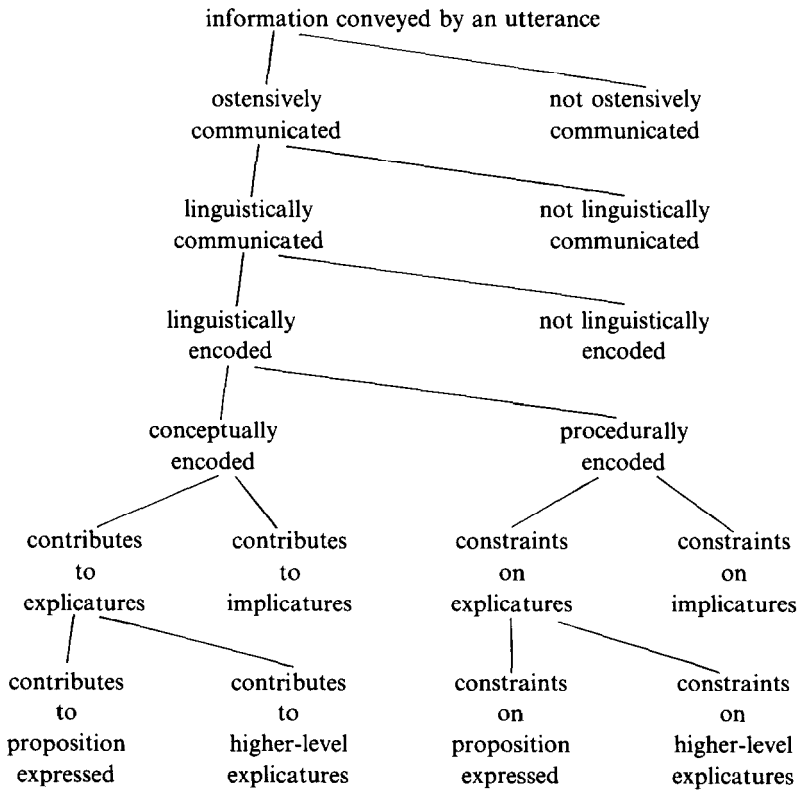 information conveyed by an utterance
ostensively
communicated
not ostensively
communicated
linguistically
communicated
not linguistically
communicated
linguistically
encoded
not linguistically
encoded
conceptually
encoded
procedurally
encoded
contributes
to
explicatures
contributes
to
implicatures
constraints
on
explicatures
constraints
on
implicatures
contributes
to
proposition
expressed
contributes
to
higher-level
explicatures
constraints
on
proposition
expressed
constraints
on
higher-level
explicatures